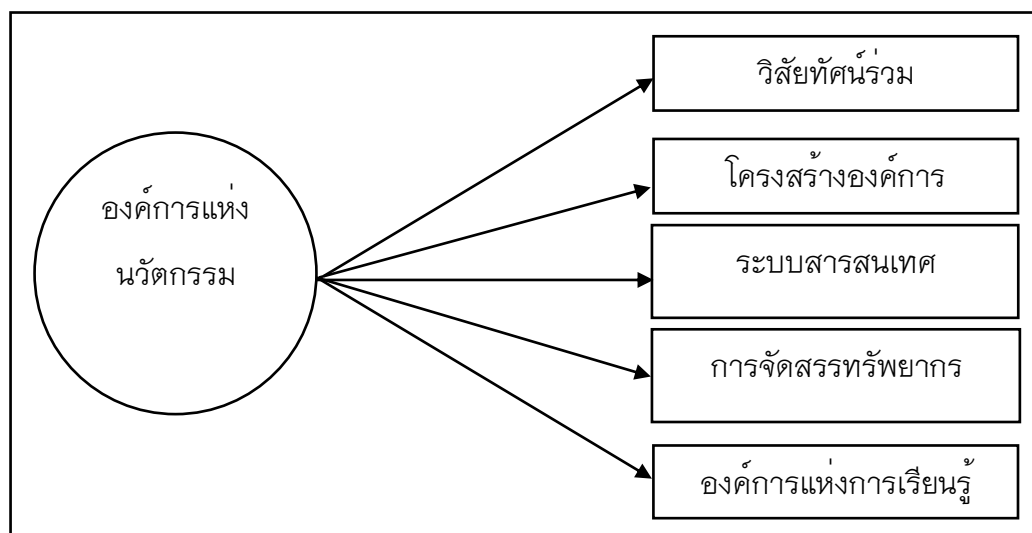 องค์การแห่ง
นวัตกรรม
วิสัยทัศน์ร่วม
โครงสร้างองค์การ
ระบบสารสนเทศ
การจัดสรรทรัพยากร
องค์การแห่งการเรียนรู้